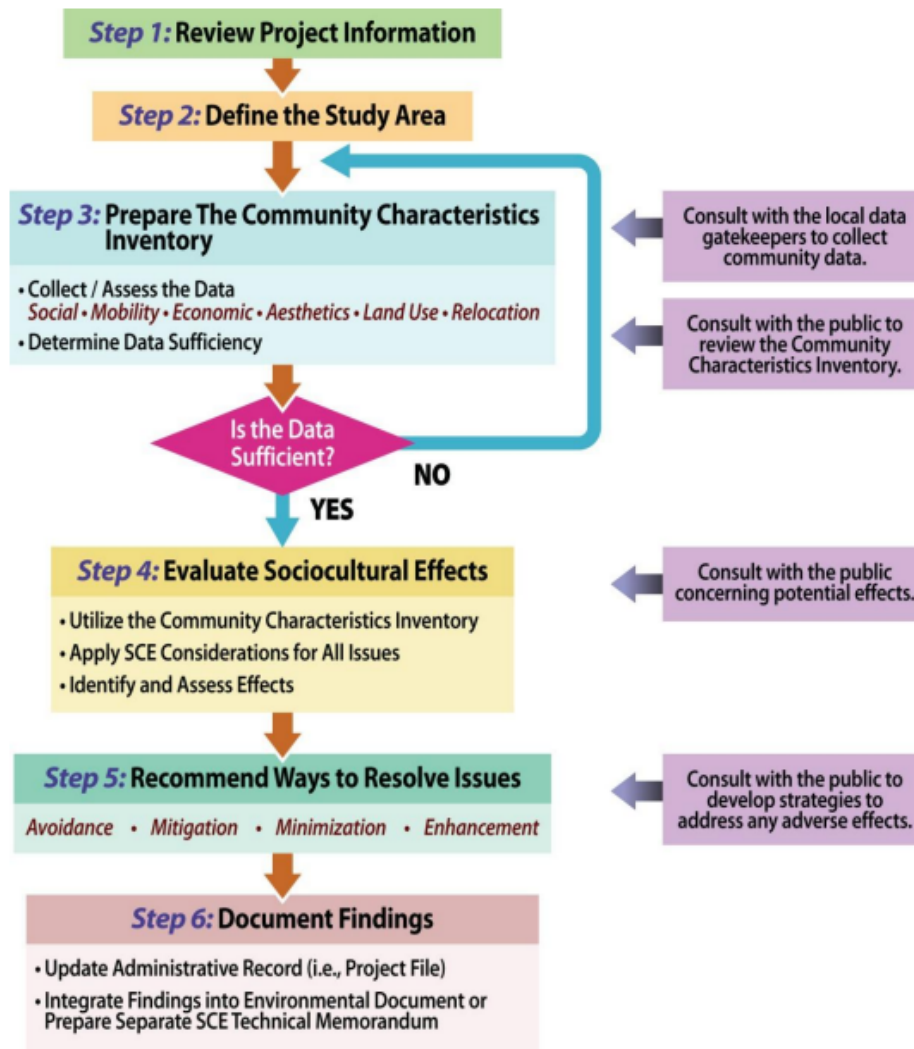 Step 1: Review Project Information
Step 2: Define the Study Area
Step 3: Prepare The Community Characteristics
Inventory
• Collect / Assess the Data
Social • Mobility • Economic • Aesthetics • Land Use • Relocation
• Determine Data Sufficiency
Consult with the local data
gatekeepers to collect
community data.
Consult with the public to
review the Community
Characteristics Inventory.
Is the Data
Sufficient?
NO
YES
Step 4: Evaluate Sociocultural Effects
• Utilize the Community Characteristics Inventory
• Apply SCE Considerations for All Issues
• Identify and Assess Effects
Consult with the public
concerning potential effects.
Step 5: Recommend Ways to Resolve Issues
Avoidance • Mitigation • Minimization • Enhancement
Consult with the public to
develop strategies to
address any adverse effects.
Step 6: Document Findings
• Update Administrative Record (i.e., Project File)
• Integrate Findings into Environmental Document or
Prepare Separate SCE Technical Memorandum